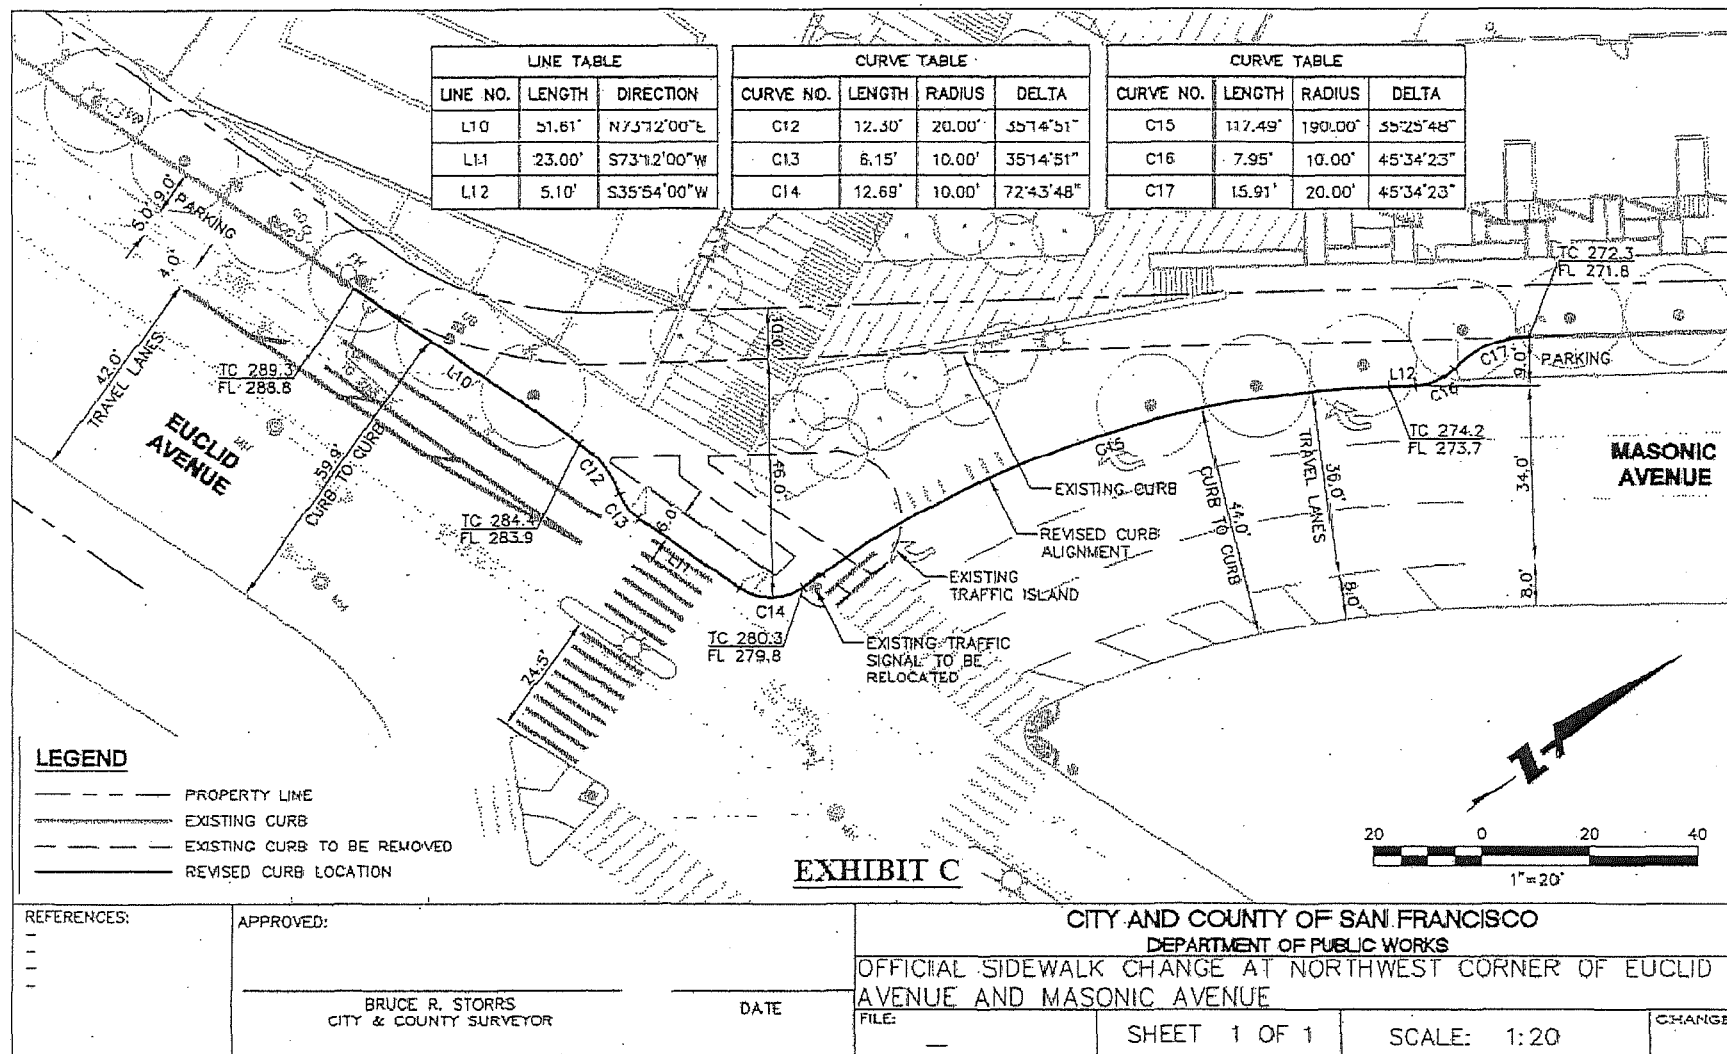 LINE TABLE
LINE NO. LENGTH DIRECTION
L10 51.61' N73°12'00"E
L11 23.00' S73°12'00"W
L12 5.10' S35°54'00"W
CURVE TABLE
CURVE NO. LENGTH RADIUS DELTA
C12 12.30' 20.00' 35°14'51"
C13 6.15' 10.00' 35°14'51"
C14 12.69' 10.00' 72°43'48"
CURVE TABLE
CURVE NO. LENGTH RADIUS DELTA
C15 117.49' 190.00' 35°25'48"
C16 7.95' 10.00' 45°34'23"
C17 15.91' 20.00' 45°34'23"
5.0'
9.0'
PARKING
4.0'
42.0'
TRAVEL LANES
EUCLID
AVENUE
TC 289.3
FL 288.8
59.9'
CURB TO CURB
L10
C12
C13
6.0'
L11
TC 284.4
FL 283.9
24.5'
10.0'
46.0'
C14
TC 280.3
FL 279.8
EXISTING CURB
REVISED CURB
ALIGNMENT
EXISTING
TRAFFIC ISLAND
EXISTING TRAFFIC
SIGNAL TO BE
RELOCATED
C15
44.0'
CURB TO CURB
36.0'
TRAVEL LANES
8.0'
L12
C16
C17
9.0'
PARKING
TC 272.3
FL 271.8
TC 274.2
FL 273.7
34.0'
8.0'
MASONIC
AVENUE
LEGEND
PROPERTY LINE
EXISTING CURB
EXISTING CURB TO BE REMOVED
REVISED CURB LOCATION
EXHIBIT C
20 0 20 40
1"=20'
REFERENCES:
APPROVED:
BRUCE R. STORRS
CITY & COUNTY SURVEYOR
DATE
CITY AND COUNTY OF SAN FRANCISCO
DEPARTMENT OF PUBLIC WORKS
OFFICIAL SIDEWALK CHANGE AT NORTHWEST CORNER OF EUCLID
AVENUE AND MASONIC AVENUE
FILE:
SHEET 1 OF 1
SCALE: 1:20
CHANGE